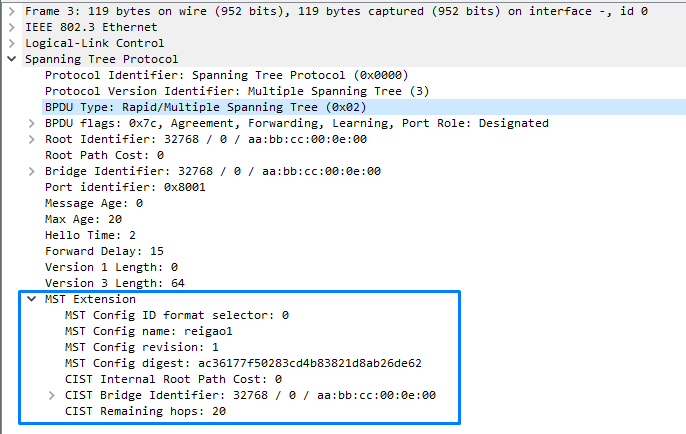 Frame 3: 119 bytes on wire (952 bits), 119 bytes captured (952 bits) on interface -, id 0
IEEE 802.3 Ethernet
Logical-Link Control
Spanning Tree Protocol
Protocol Identifier: Spanning Tree Protocol (0x0000)
Protocol Version Identifier: Multiple Spanning Tree (3)
BPDU Type: Rapid/Multiple Spanning Tree (0x02)
BPDU flags: 0x7c, Agreement, Forwarding, Learning, Port Role: Designated
Root Identifier: 32768 / 0 / aa:bb:cc:00:0e:00
Root Path Cost: 0
Bridge Identifier: 32768 / 0 / aa:bb:cc:00:0e:00
Port identifier: 0x8001
Message Age: 0
Max Age: 20
Hello Time: 2
Forward Delay: 15
Version 1 Length: 0
Version 3 Length: 64
MST Extension
MST Config ID format selector: 0
MST Config name: reigao1
MST Config revision: 1
MST Config digest: ac36177f50283cd4b83821d8ab26de62
CIST Internal Root Path Cost: 0
CIST Bridge Identifier: 32768 / 0 / aa:bb:cc:00:0e:00
CIST Remaining hops: 20